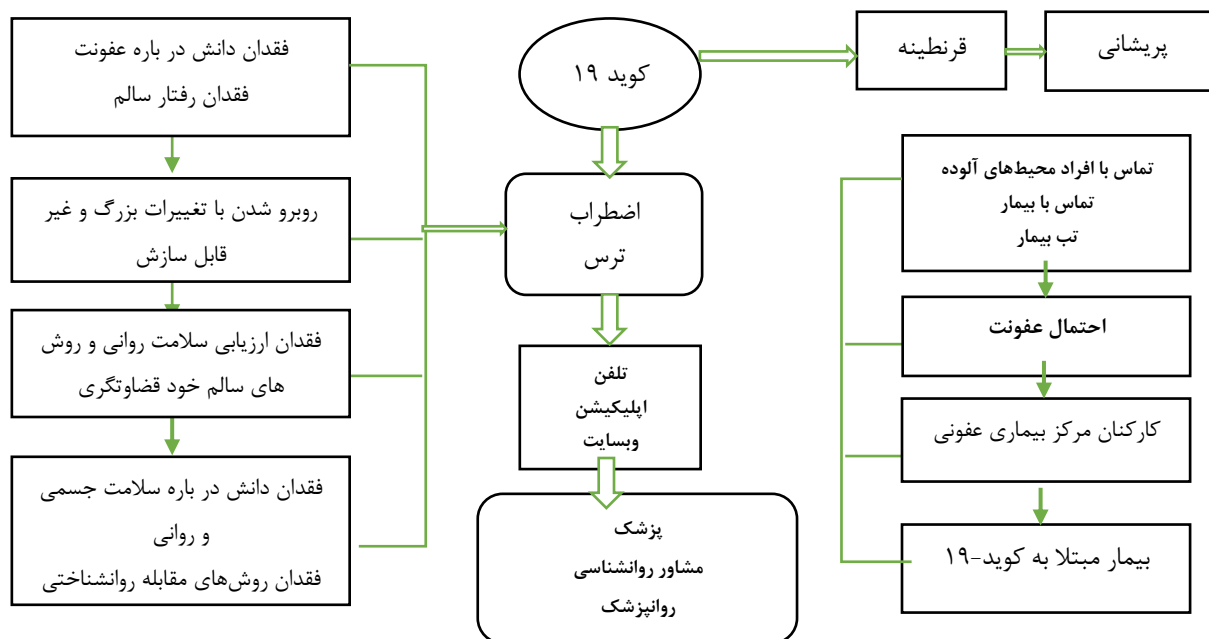 پریشانی
قرنطینه
کوید ۱۹
اضطراب
ترس
تلفن
اپلیکیشن
وبسایت
پزشک
مشاور روانشناسی
روانپزشک
تماس با افراد محیط‌های آلوده
تماس با بیمار
تب بیمار
احتمال عفونت
کارکنان مرکز بیماری عفونی
بیمار مبتلا به کوید-۱۹
فقدان دانش در باره عفونت
فقدان رفتار سالم
روبرو شدن با تغییرات بزرگ و غیر
قابل سازش
فقدان ارزیابی سلامت روانی و روش
های سالم خود قضاوتگری
فقدان دانش در باره سلامت جسمی
و روانی
فقدان روش‌های مقابله روانشناختی